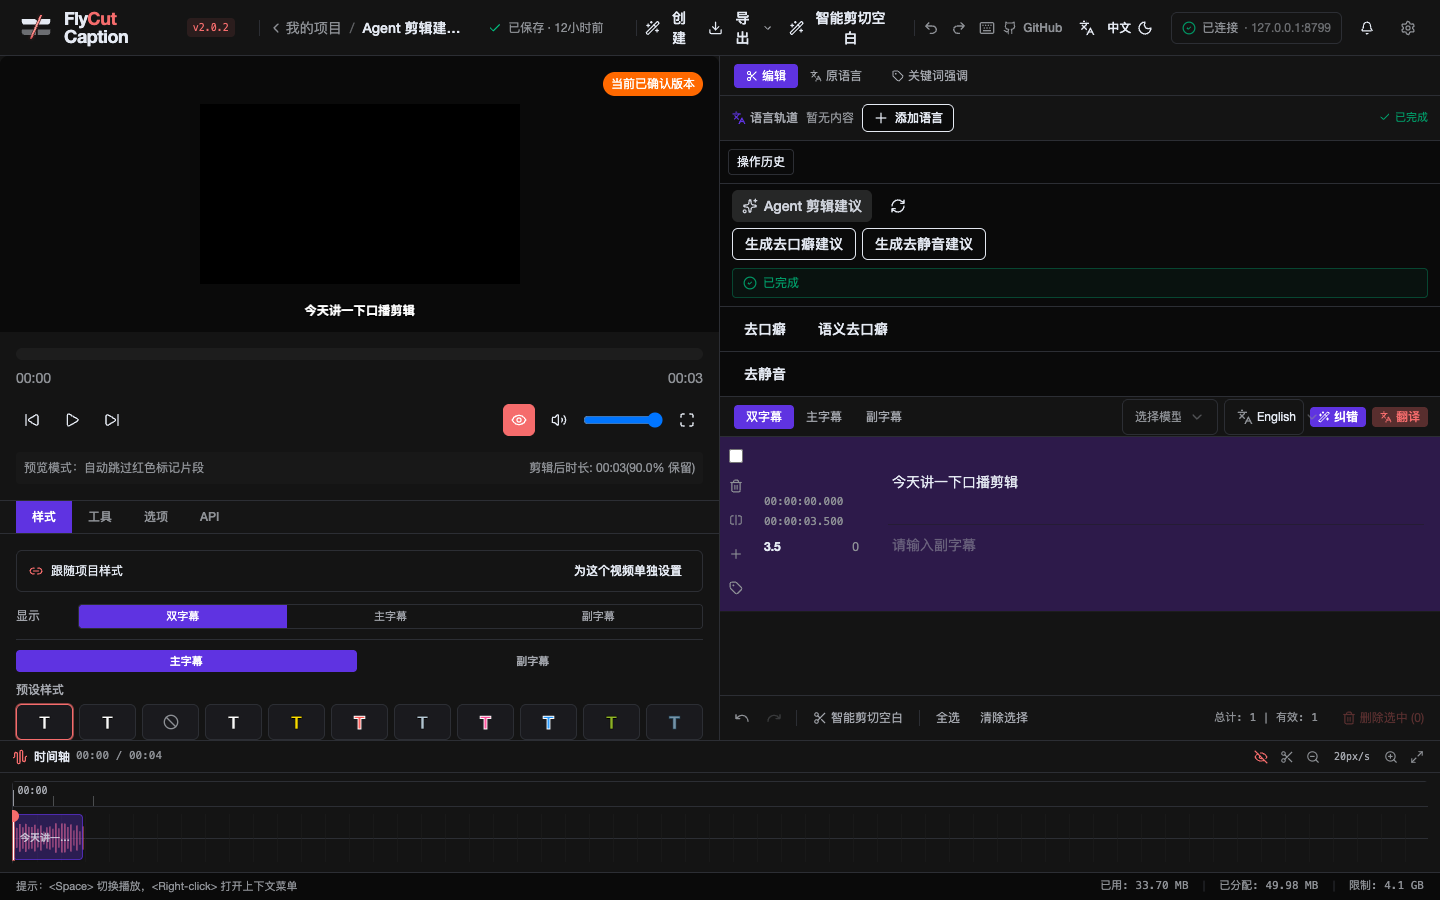 FlyCut
Caption
v2.0.2
我的项目 / Agent 剪辑建...
已保存 · 12小时前
创建
导出
智能剪切空白
GitHub
中文
已连接 · 127.0.0.1:8799
当前已确认版本
今天讲一下口播剪辑
00:00
00:03
预览模式：自动跳过红色标记片段
剪辑后时长: 00:03(90.0% 保留)
样式
工具
选项
API
跟随项目样式
为这个视频单独设置
显示
双字幕
主字幕
副字幕
主字幕
副字幕
预设样式
T T T T T T T T T T
编辑
原语言
关键词强调
语言轨道 暂无内容
添加语言
已完成
操作历史
Agent 剪辑建议
生成去口癖建议
生成去静音建议
已完成
去口癖
语义去口癖
去静音
双字幕
主字幕
副字幕
选择模型
English
纠错
翻译
今天讲一下口播剪辑
00:00:00.000
00:00:03.500
3.5
0
请输入副字幕
智能剪切空白
全选
清除选择
总计: 1 | 有效: 1
删除选中 (0)
时间轴 00:00 / 00:04
20px/s
00:00
今天讲一...
提示：<Space> 切换播放，<Right-click> 打开上下文菜单
已用: 33.70 MB
已分配: 49.98 MB
限制: 4.1 GB